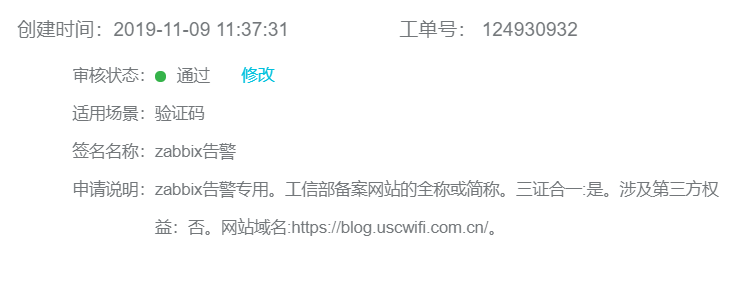 创建时间：2019-11-09 11:37:31 工单号： 124930932
审核状态： 通过 修改
适用场景：验证码
签名名称：zabbix告警
申请说明：zabbix告警专用。工信部备案网站的全称或简称。三证合一:是。涉及第三方权
益：否。网站域名:https://blog.uscwifi.com.cn/。